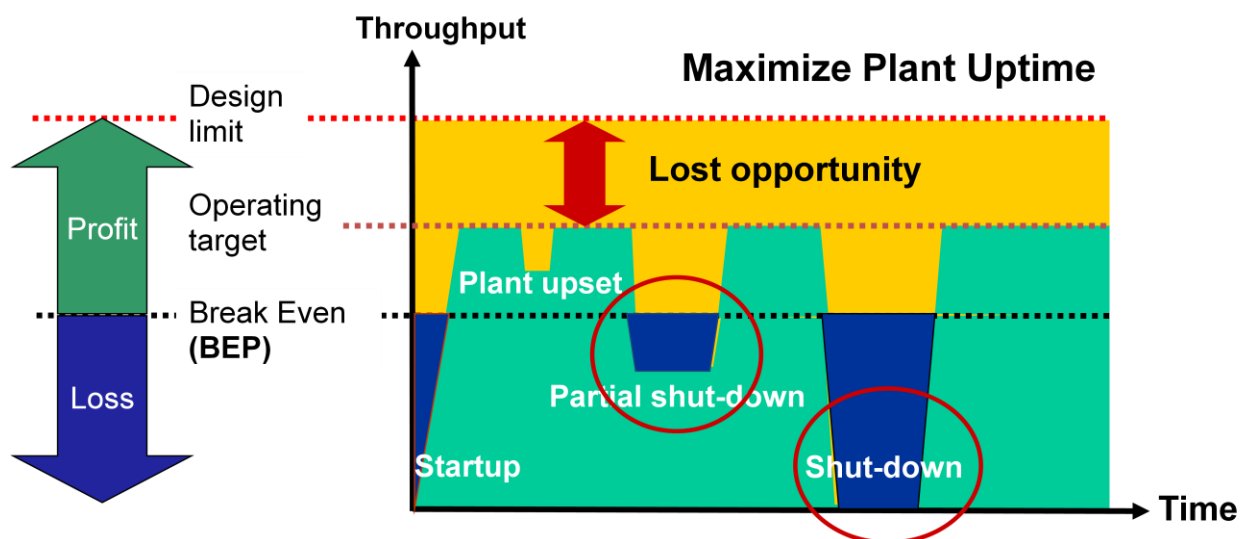 Throughput
Maximize Plant Uptime
Design
limit
Lost opportunity
Operating
target
Profit
Plant upset
Break Even
(BEP)
Loss
Partial shut-down
Startup
Shut-down
Time